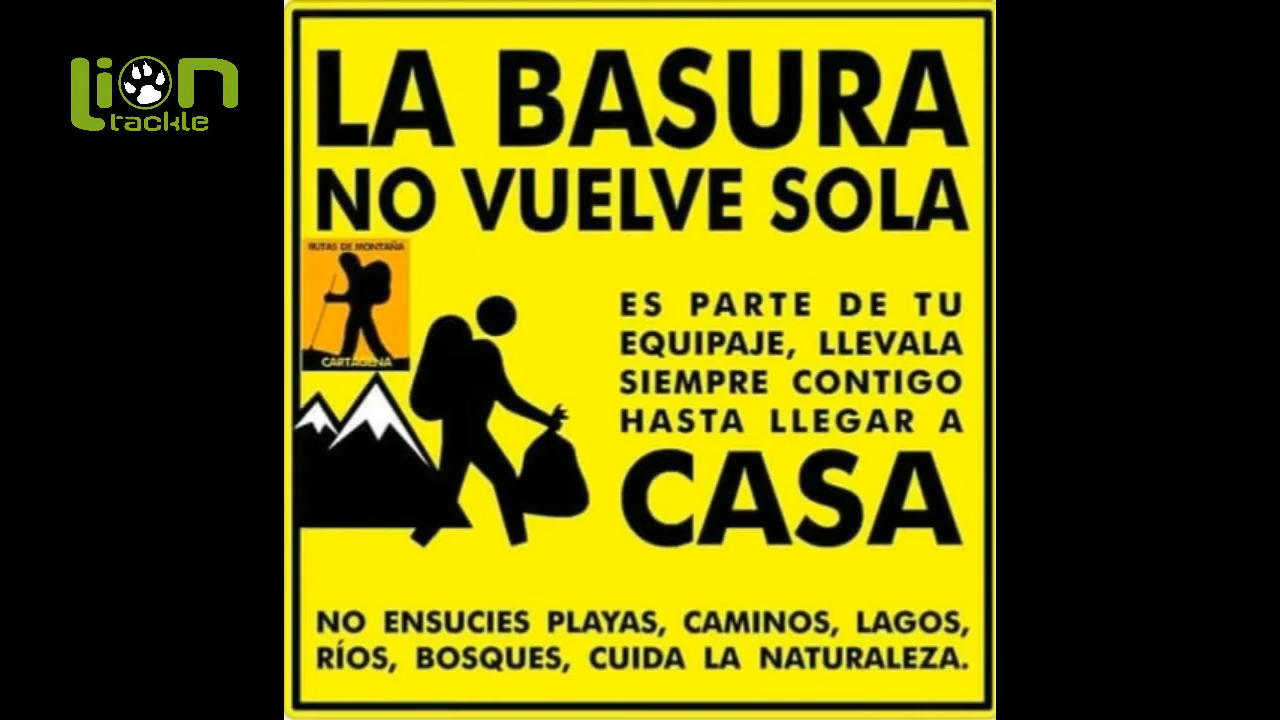 Lion
tackle
LA BASURA
NO VUELVE SOLA
RUTAS DE MONTAÑA
CARTAGENA
ES PARTE DE TU
EQUIPAJE, LLEVALA
SIEMPRE CONTIGO
HASTA LLEGAR A
CASA
NO ENSUCIES PLAYAS, CAMINOS, LAGOS,
RÍOS, BOSQUES, CUIDA LA NATURALEZA.